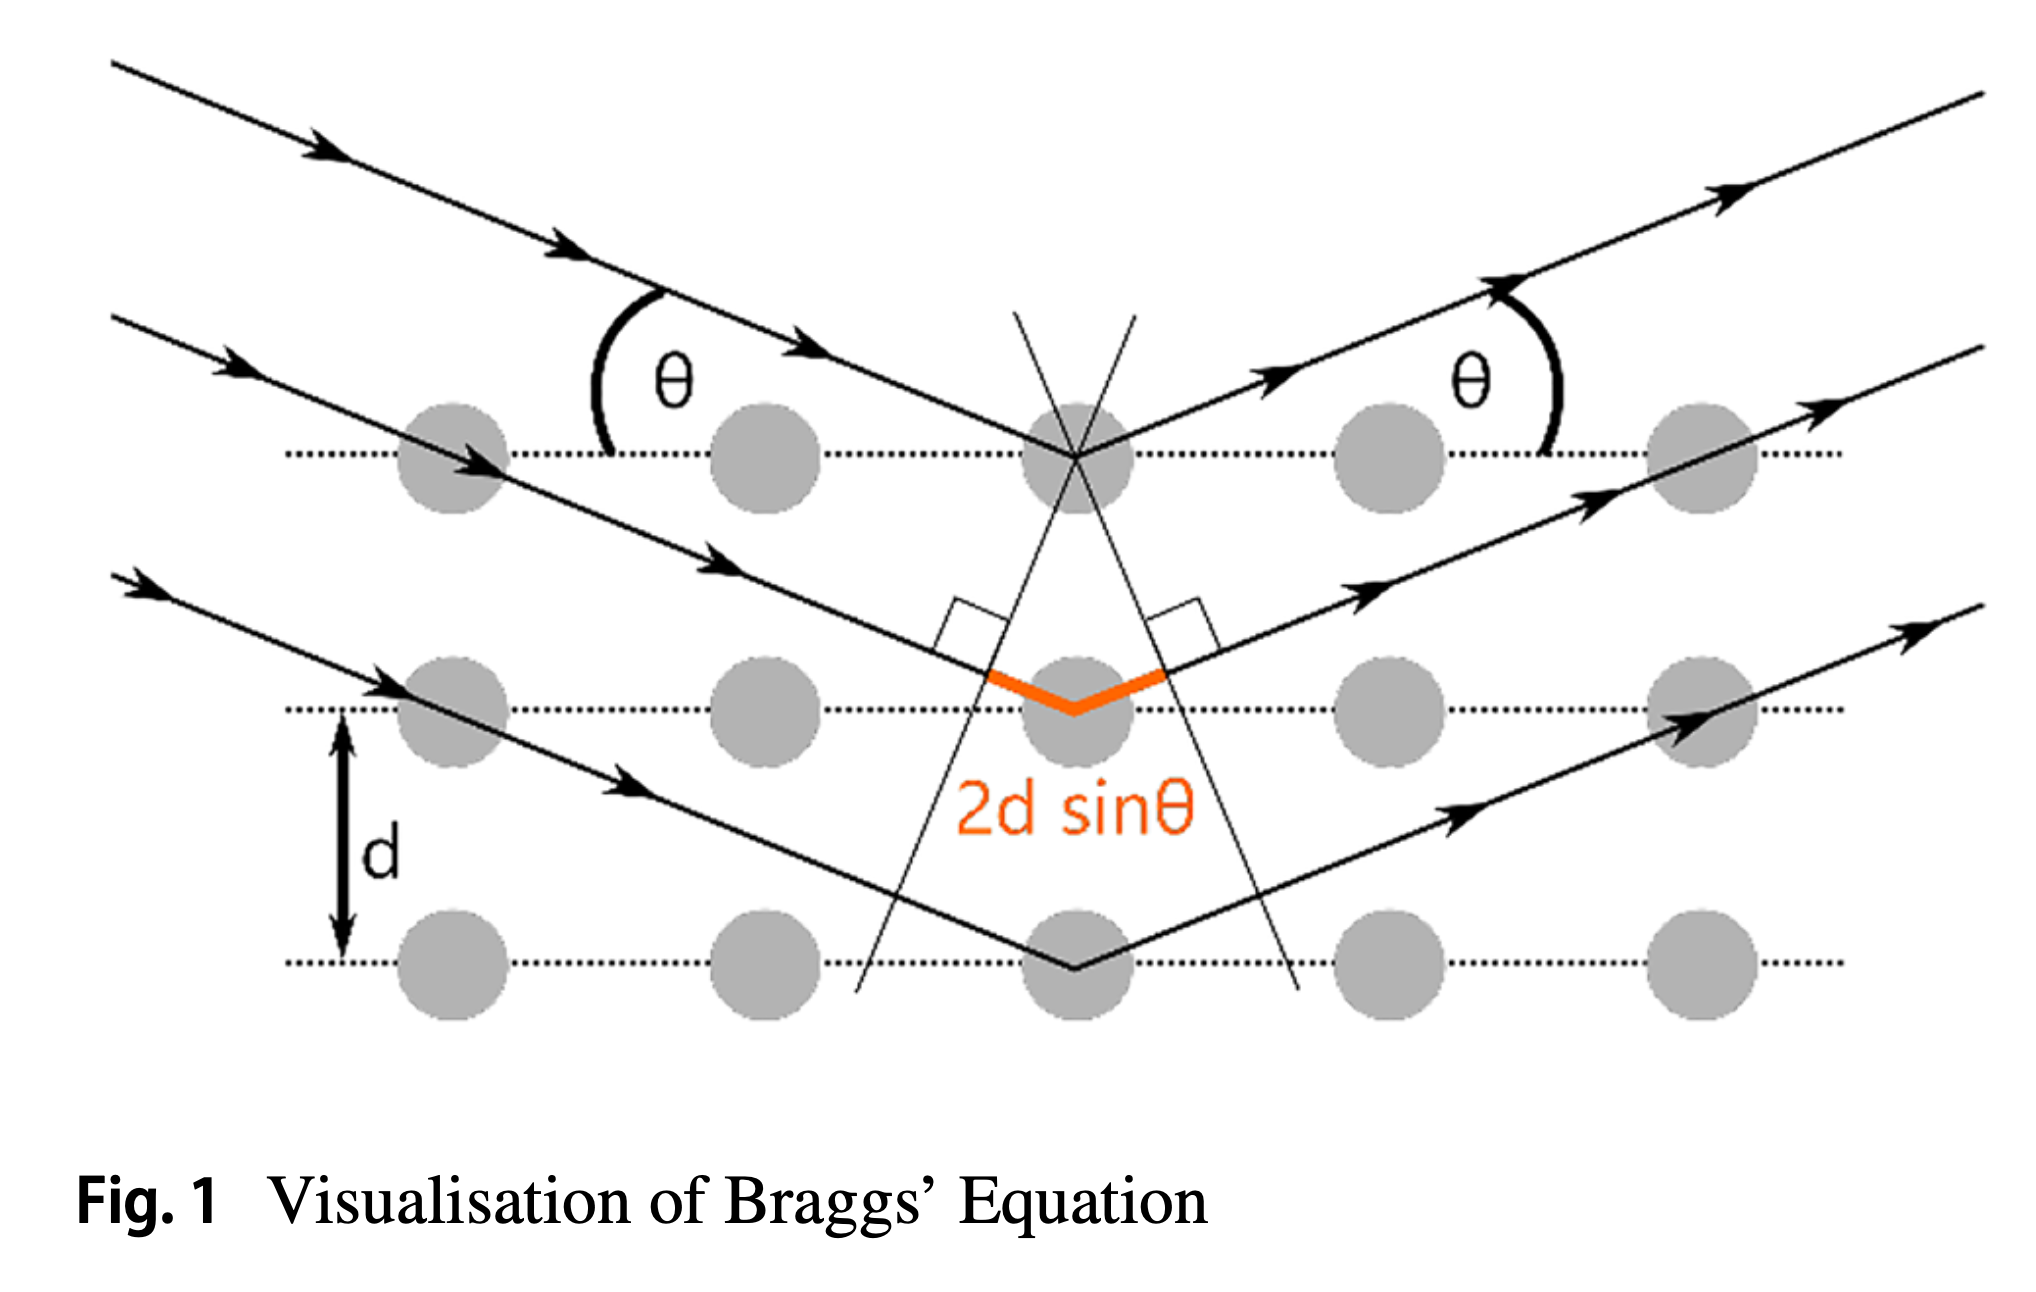 θ
θ
2d sinθ
d
Fig. 1 Visualisation of Braggs’ Equation